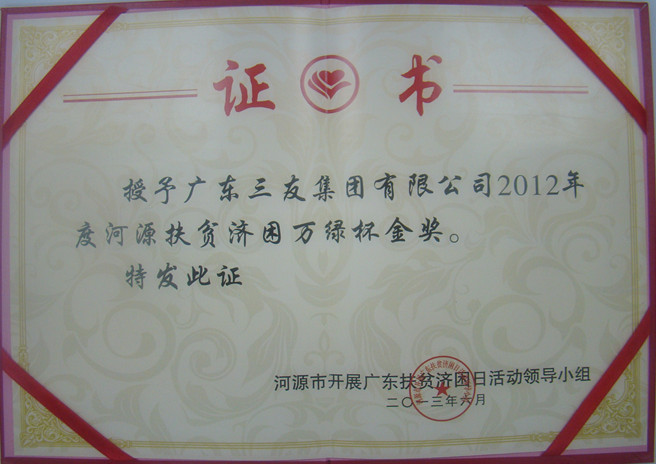 证书
授予广东三友集团有限公司2012年
度河源扶贫济困万绿杯金奖。
特发此证
河源市开展广东扶贫济困日活动领导小组
二〇一三年六月